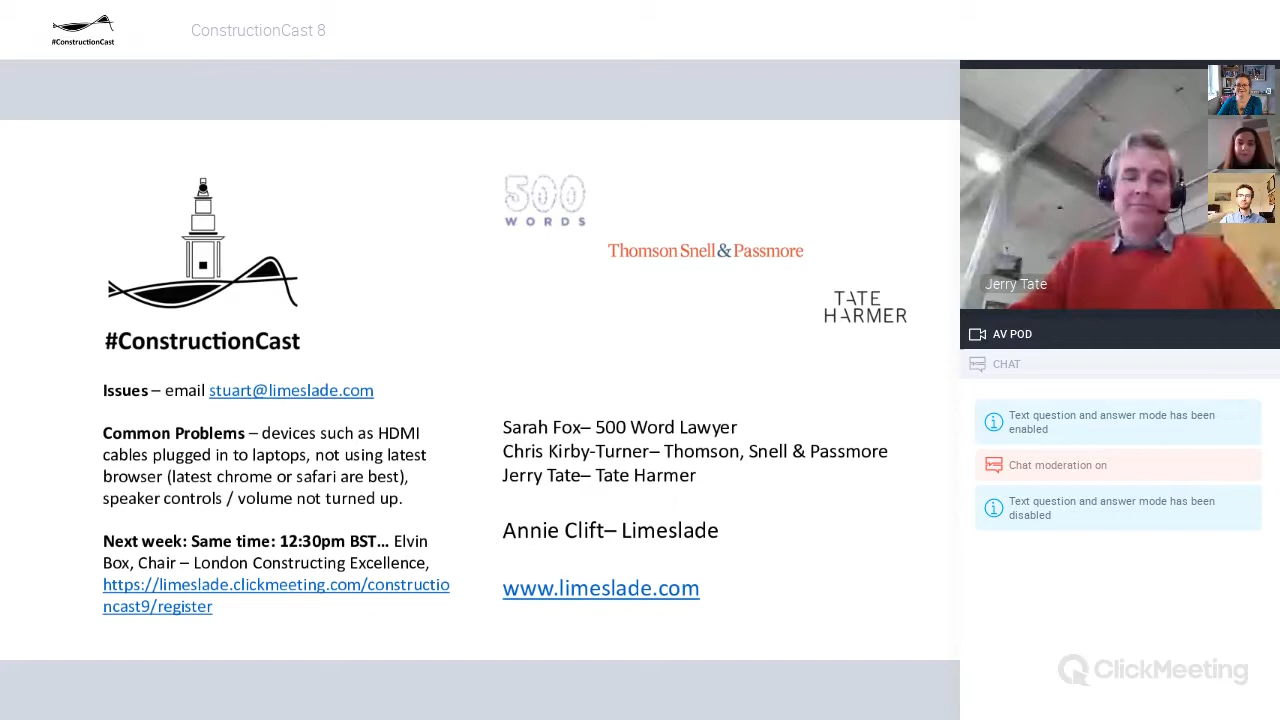 #ConstructionCast
ConstructionCast 8
500
WORDS
Thomson Snell & Passmore
TATE
HARMER
#ConstructionCast
Issues – email stuart@limeslade.com
Common Problems – devices such as HDMI
cables plugged in to laptops, not using latest
browser (latest chrome or safari are best),
speaker controls / volume not turned up.
Next week: Same time: 12:30pm BST… Elvin
Box, Chair – London Constructing Excellence,
https://limeslade.clickmeeting.com/constructio
ncast9/register
Sarah Fox– 500 Word Lawyer
Chris Kirby-Turner– Thomson, Snell & Passmore
Jerry Tate– Tate Harmer
Annie Clift– Limeslade
www.limeslade.com
Jerry Tate
AV POD
CHAT
Text question and answer mode has been
enabled
Chat moderation on
Text question and answer mode has been
disabled
ClickMeeting